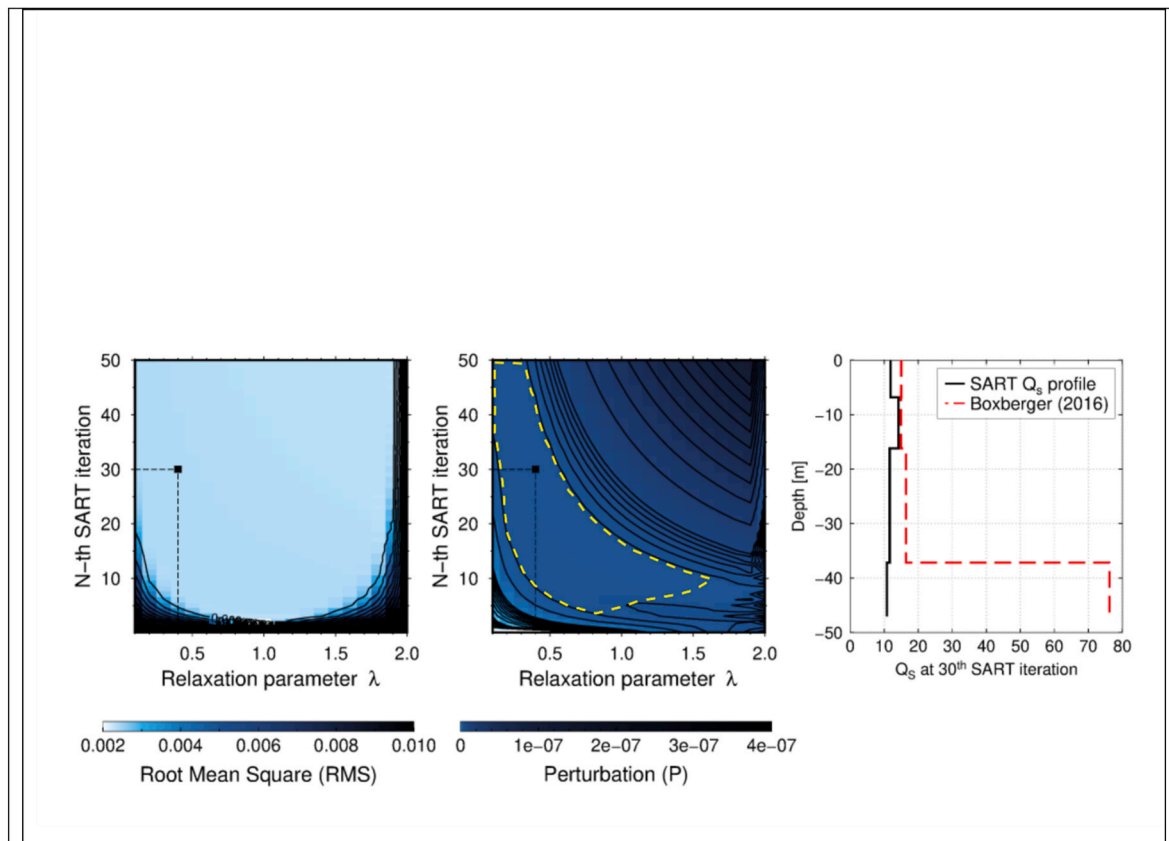 50
40
30
20
10
N-th SART iteration
0.5 1.0 1.5 2.0
Relaxation parameter λ
0.002 0.004 0.006 0.008 0.010
Root Mean Square (RMS)
50
40
30
20
10
N-th SART iteration
0.5 1.0 1.5 2.0
Relaxation parameter λ
0 1e-07 2e-07 3e-07 4e-07
Perturbation (P)
0
-10
-20
-30
-40
-50
Depth [m]
SART Qs profile
Boxberger (2016)
0 10 20 30 40 50 60 70 80
QS at 30th SART iteration